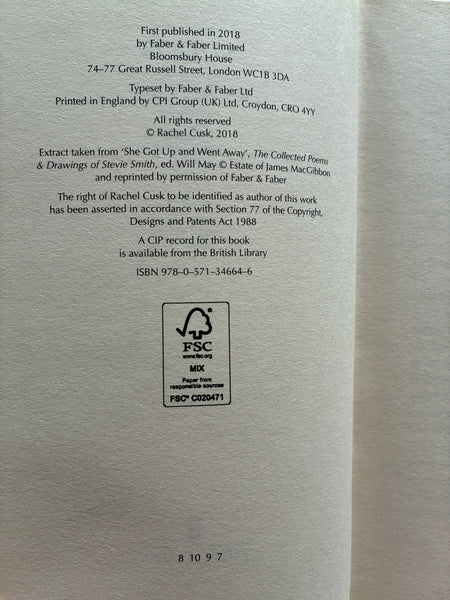 First published in 2018
by Faber & Faber Limited
Bloomsbury House
74–77 Great Russell Street, London WC1B 3DA
Typeset by Faber & Faber Ltd
Printed in England by CPI Group (UK) Ltd, Croydon, CR0 4YY
All rights reserved
© Rachel Cusk, 2018
Extract taken from ‘She Got Up and Went Away’, The Collected Poems
& Drawings of Stevie Smith, ed. Will May © Estate of James MacGibbon
and reprinted by permission of Faber & Faber
The right of Rachel Cusk to be identified as author of this work
has been asserted in accordance with Section 77 of the Copyright,
Designs and Patents Act 1988
A CIP record for this book
is available from the British Library
ISBN 978–0–571–34664–6
FSC
www.fsc.org
MIX
Paper from
responsible sources
FSC® C020471
8 10 9 7